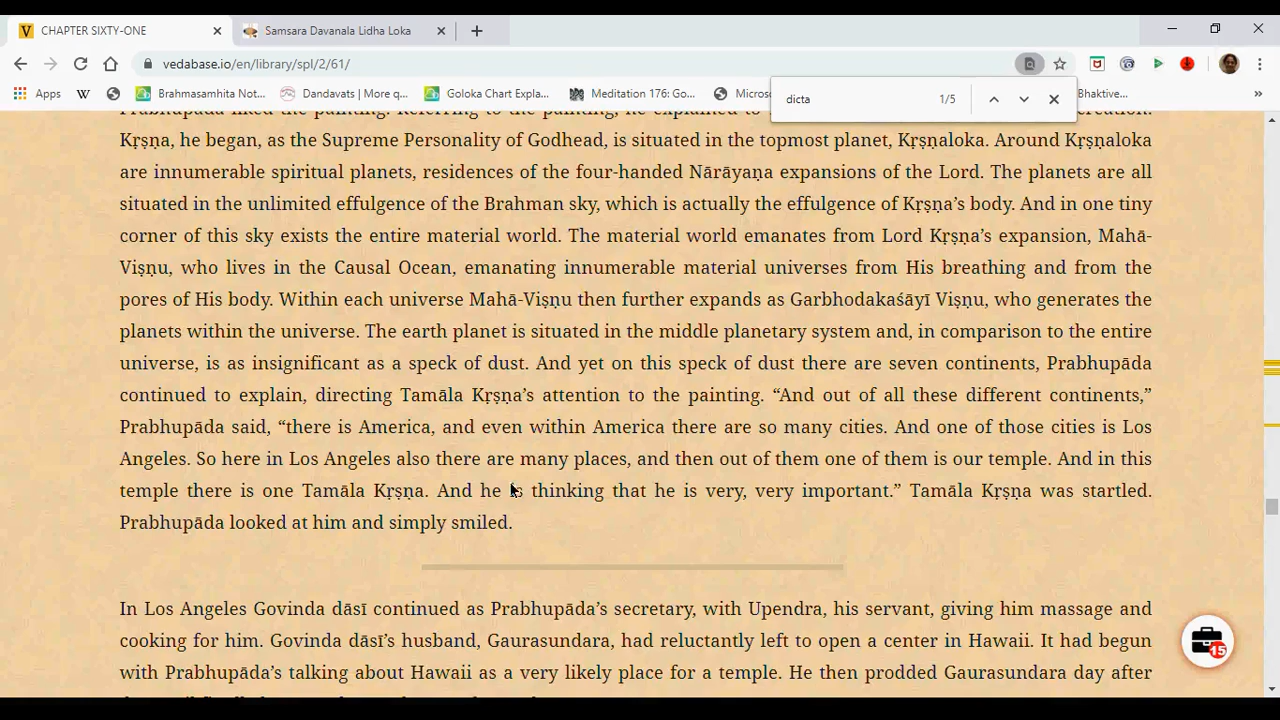 CHAPTER SIXTY-ONE
Samsara Davanala Lidha Loka
vedabase.io/en/library/spl/2/61/
Apps
Brahmasamhita Not...
Dandavats | More q...
Goloka Chart Expla...
Meditation 176: Go...
Microso
Bhaktive...
dicta 1/5
Prabhupāda liked the painting. Referring to the painting, he explained to
creation.
Kṛṣṇa, he began, as the Supreme Personality of Godhead, is situated in the topmost planet, Kṛṣṇaloka. Around Kṛṣṇaloka
are innumerable spiritual planets, residences of the four-handed Nārāyaṇa expansions of the Lord. The planets are all
situated in the unlimited effulgence of the Brahman sky, which is actually the effulgence of Kṛṣṇa’s body. And in one tiny
corner of this sky exists the entire material world. The material world emanates from Lord Kṛṣṇa’s expansion, Mahā-
Viṣṇu, who lives in the Causal Ocean, emanating innumerable material universes from His breathing and from the
pores of His body. Within each universe Mahā-Viṣṇu then further expands as Garbhodakaśāyī Viṣṇu, who generates the
planets within the universe. The earth planet is situated in the middle planetary system and, in comparison to the entire
universe, is as insignificant as a speck of dust. And yet on this speck of dust there are seven continents, Prabhupāda
continued to explain, directing Tamāla Kṛṣṇa’s attention to the painting. “And out of all these different continents,”
Prabhupāda said, “there is America, and even within America there are so many cities. And one of those cities is Los
Angeles. So here in Los Angeles also there are many places, and then out of them one of them is our temple. And in this
temple there is one Tamāla Kṛṣṇa. And he is thinking that he is very, very important.” Tamāla Kṛṣṇa was startled.
Prabhupāda looked at him and simply smiled.
In Los Angeles Govinda dāsī continued as Prabhupāda’s secretary, with Upendra, his servant, giving him massage and
cooking for him. Govinda dāsī’s husband, Gaurasundara, had reluctantly left to open a center in Hawaii. It had begun
with Prabhupāda’s talking about Hawaii as a very likely place for a temple. He then prodded Gaurasundara day after
15